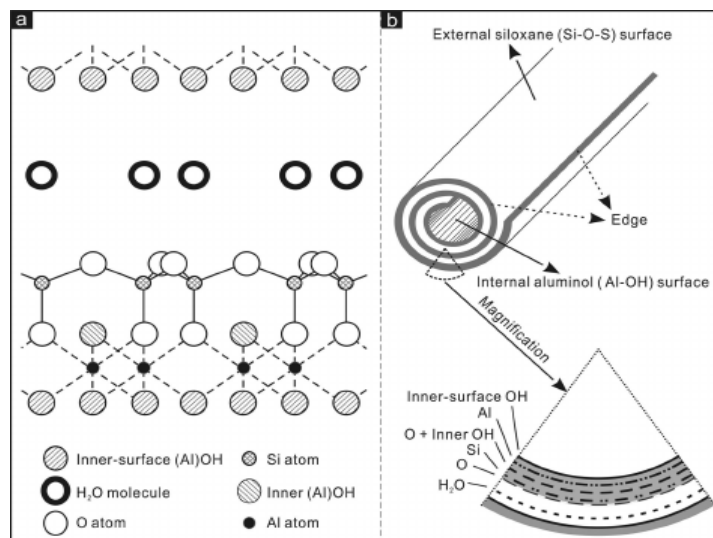 a
Inner-surface (Al)OH
Si atom
H₂O molecule
Inner (Al)OH
O atom
Al atom
b
External siloxane (Si-O-S) surface
Edge
Internal aluminol (Al-OH) surface
Magnification
Inner-surface OH
Al
O + Inner OH
Si
O
H₂O